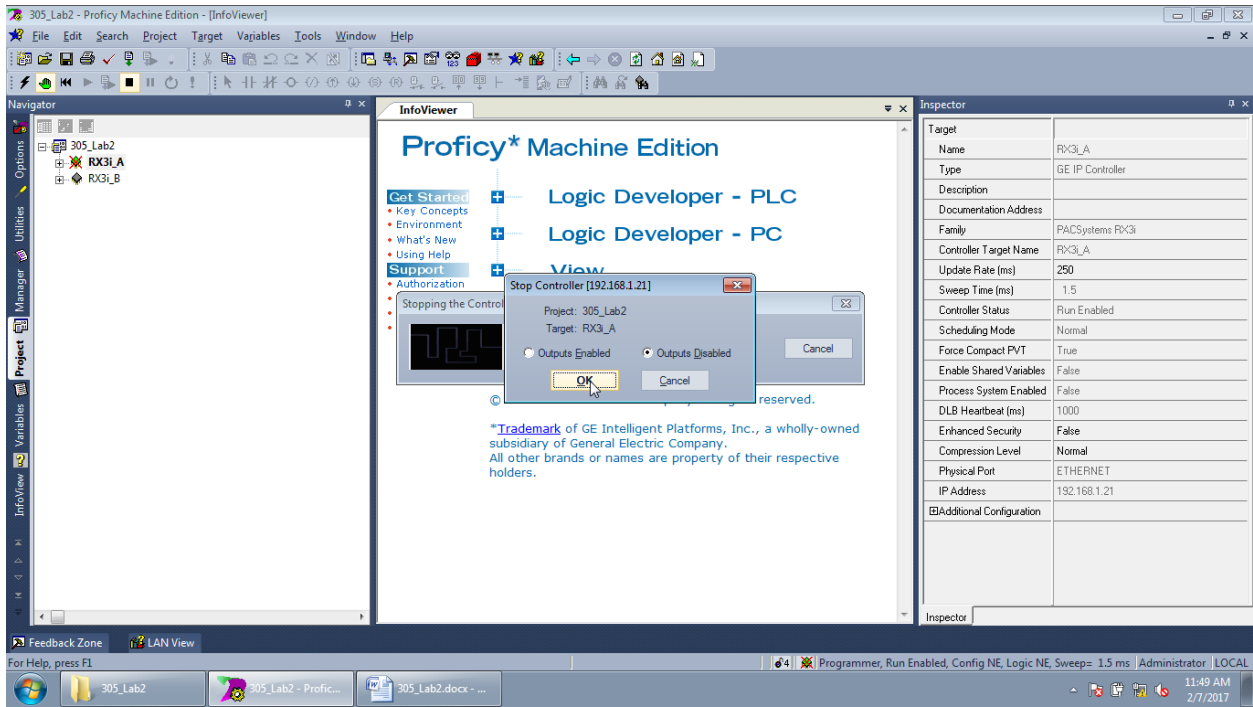 305_Lab2 - Proficy Machine Edition - [InfoViewer]
File Edit Search Project Target Variables Tools Window Help
Navigator
Options
Utilities
Manager
Project
Variables
InfoView
305_Lab2
RX3i_A
RX3i_B
InfoViewer
Proficy* Machine Edition
Get Started
• Key Concepts
• Environment
• What's New
• Using Help
Support
• Authorization
Logic Developer - PLC
Logic Developer - PC
View
Stopping the Control
Cancel
Stop Controller [192.168.1.21]
Project: 305_Lab2
Target: RX3i_A
Outputs Enabled
Outputs Disabled
OK
Cancel
©
reserved.
*Trademark of GE Intelligent Platforms, Inc., a wholly-owned
subsidiary of General Electric Company.
All other brands or names are property of their respective
holders.
Inspector
Target
Name RX3i_A
Type GE IP Controller
Description
Documentation Address
Family PACSystems RX3i
Controller Target Name RX3i_A
Update Rate (ms) 250
Sweep Time (ms) 1.5
Controller Status Run Enabled
Scheduling Mode Normal
Force Compact PVT True
Enable Shared Variables False
Process System Enabled False
DLB Heartbeat (ms) 1000
Enhanced Security False
Compression Level Normal
Physical Port ETHERNET
IP Address 192.168.1.21
Additional Configuration
Inspector
Feedback Zone LAN View
For Help, press F1
4 Programmer, Run Enabled, Config NE, Logic NE, Sweep= 1.5 ms Administrator LOCAL
305_Lab2
305_Lab2 - Profic...
305_Lab2.docx - ...
11:49 AM
2/7/2017